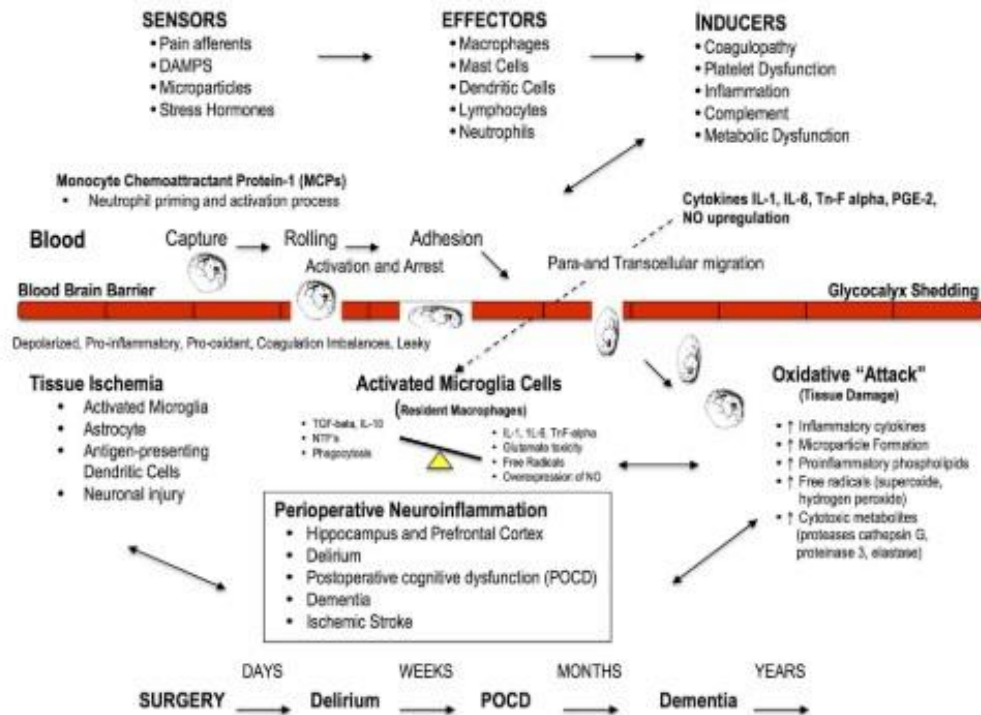 SENSORS
• Pain afferents
• DAMPS
• Microparticles
• Stress Hormones
EFFECTORS
• Macrophages
• Mast Cells
• Dendritic Cells
• Lymphocytes
• Neutrophils
INDUCERS
• Coagulopathy
• Platelet Dysfunction
• Inflammation
• Complement
• Metabolic Dysfunction
Monocyte Chemoattractant Protein-1 (MCPs)
• Neutrophil priming and activation process
Cytokines IL-1, IL-6, Tn-F alpha, PGE-2,
NO upregulation
Blood
Capture
Rolling
Adhesion
Activation and Arrest
Para-and Transcellular migration
Blood Brain Barrier
Glycocalyx Shedding
Depolarized, Pro-inflammatory, Pro-oxidant, Coagulation Imbalances, Leaky
Tissue Ischemia
• Activated Microglia
• Astrocyte
• Antigen-presenting
Dendritic Cells
• Neuronal injury
Activated Microglia Cells
(Resident Macrophages)
• TGF-beta, IL-10
• NTF's
• Phagocytosis
• IL-1, 1L-6, TnF-alpha
• Glutamate toxicity
• Free Radicals
• Overexpression of NO
Oxidative “Attack”
(Tissue Damage)
• ↑ Inflammatory cytokines
• ↑ Microparticle Formation
• ↑ Proinflammatory phospholipids
• ↑ Free radicals (superoxide,
hydrogen peroxide)
• ↑ Cytotoxic metabolites
(proteases cathepsin G,
proteinase 3, elastase)
Perioperative Neuroinflammation
• Hippocampus and Prefrontal Cortex
• Delirium
• Postoperative cognitive dysfunction (POCD)
• Dementia
• Ischemic Stroke
DAYS
WEEKS
MONTHS
YEARS
SURGERY
Delirium
POCD
Dementia